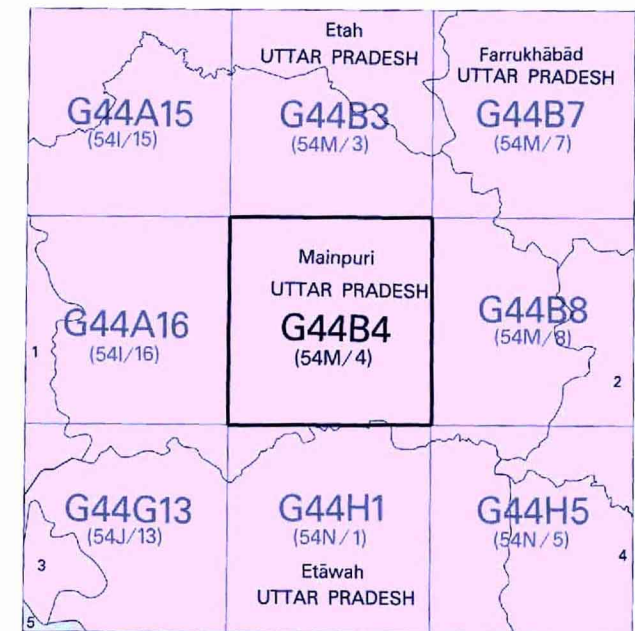 Etah
UTTAR PRADESH
Farrukhābād
UTTAR PRADESH
G44A15
(54I/15)
G44B3
(54M/3)
G44B7
(54M/7)
Mainpuri
UTTAR PRADESH
G44A16
(54I/16)
G44B4
(54M/4)
G44B8
(54M/8)
1
2
G44G13
(54J/13)
G44H1
(54N/1)
G44H5
(54N/5)
3
4
Etāwah
UTTAR PRADESH
5